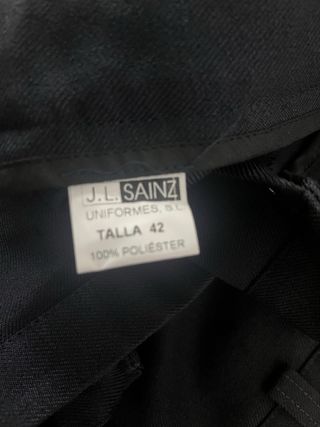 J.L. SAINZ
UNIFORMES, S.L
TALLA 42
100% POLIÉSTER